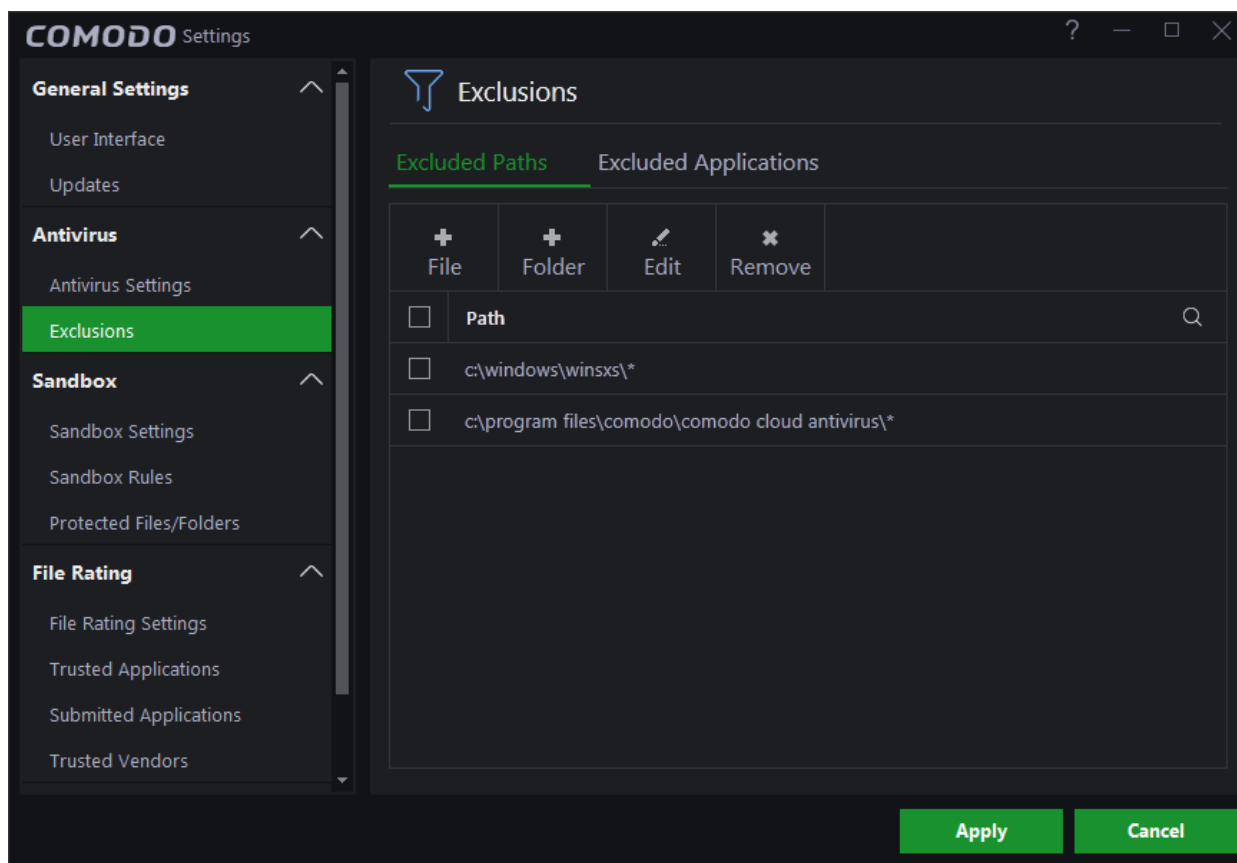 COMODO Settings
?
General Settings
User Interface
Updates
Antivirus
Antivirus Settings
Exclusions
Sandbox
Sandbox Settings
Sandbox Rules
Protected Files/Folders
File Rating
File Rating Settings
Trusted Applications
Submitted Applications
Trusted Vendors
Exclusions
Excluded Paths Excluded Applications
File Folder Edit Remove
Path
c:\windows\winsxs\*
c:\program files\comodo\comodo cloud antivirus\*
Apply Cancel